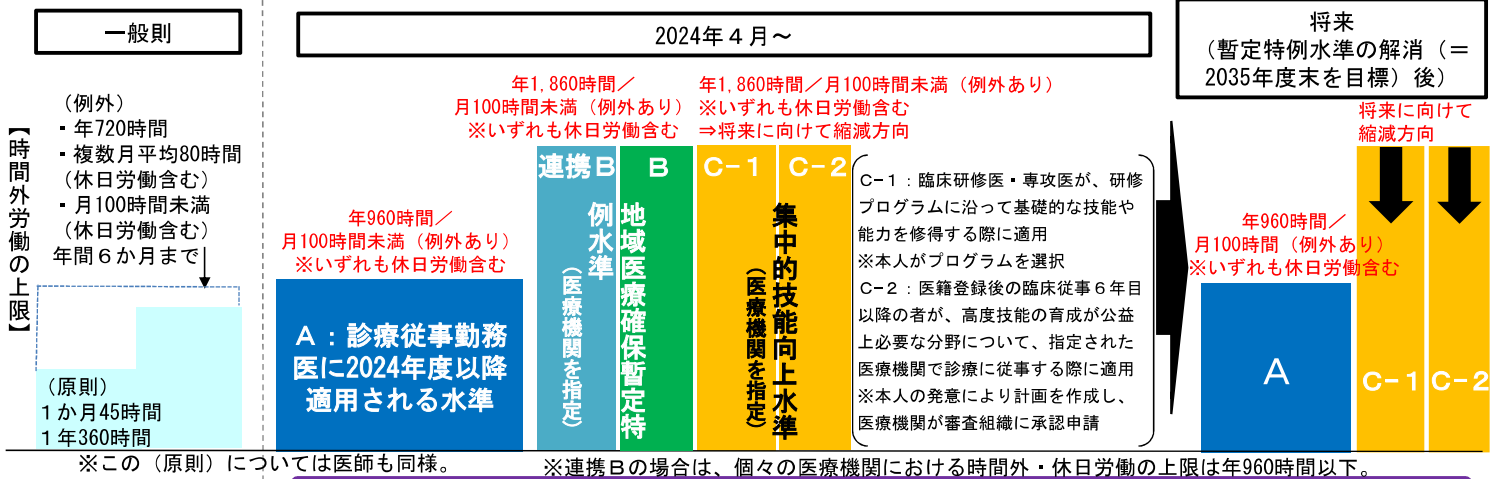 一般則
【時間外労働の上限】
（例外）
・年720時間
・複数月平均80時間
（休日労働含む）
・月100時間未満
（休日労働含む）
年間６か月まで
（原則）
１か月45時間
１年360時間
※この（原則）については医師も同様。
2024年４月～
年960時間／
月100時間未満（例外あり）
※いずれも休日労働含む
Ａ：診療従事勤務
医に2024年度以降
適用される水準
年1,860時間／
月100時間未満（例外あり）
※いずれも休日労働含む
連携Ｂ
Ｂ
地域医療確保暫定特
例水準
（医療機関を指定）
年1,860時間／月100時間未満（例外あり）
※いずれも休日労働含む
⇒将来に向けて縮減方向
Ｃ-１
Ｃ-２
集中的技能向上水準
（医療機関を指定）
Ｃ-１：臨床研修医・専攻医が、研修
プログラムに沿って基礎的な技能や
能力を修得する際に適用
※本人がプログラムを選択
Ｃ-２：医籍登録後の臨床従事６年目
以降の者が、高度技能の育成が公益
上必要な分野について、指定された
医療機関で診療に従事する際に適用
※本人の発意により計画を作成し、
医療機関が審査組織に承認申請
※連携Ｂの場合は、個々の医療機関における時間外・休日労働の上限は年960時間以下。
将来
（暫定特例水準の解消（＝
2035年度末を目標）後）
将来に向けて
縮減方向
年960時間／
月100時間（例外あり）
※いずれも休日労働含む
Ａ
Ｃ-１
Ｃ-２